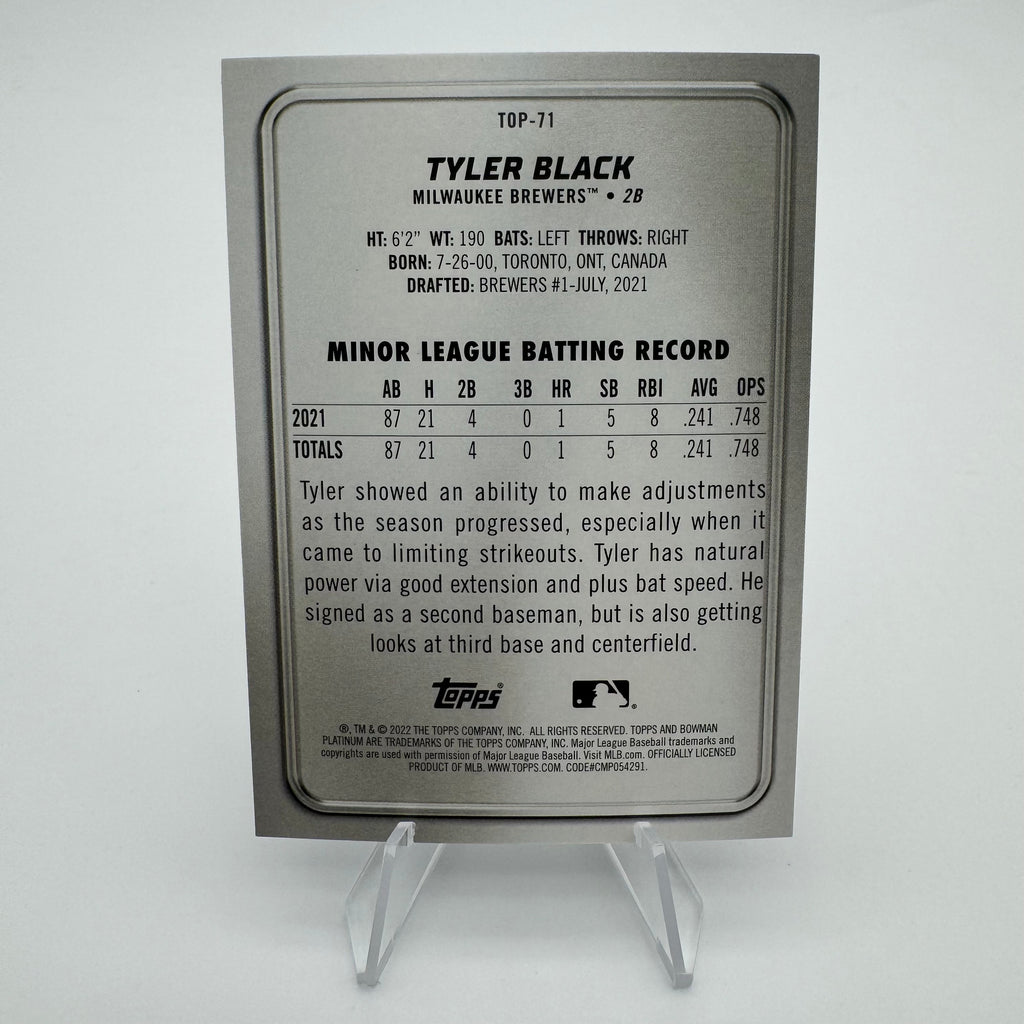 TOP-71
TYLER BLACK
MILWAUKEE BREWERS™ • 2B
HT: 6'2" WT: 190 BATS: LEFT THROWS: RIGHT
BORN: 7-26-00, TORONTO, ONT, CANADA
DRAFTED: BREWERS #1-JULY, 2021
MINOR LEAGUE BATTING RECORD
AB H 2B 3B HR SB RBI AVG OPS
2021 87 21 4 0 1 5 8 .241 .748
TOTALS 87 21 4 0 1 5 8 .241 .748
Tyler showed an ability to make adjustments
as the season progressed, especially when it
came to limiting strikeouts. Tyler has natural
power via good extension and plus bat speed. He
signed as a second baseman, but is also getting
looks at third base and centerfield.
topps® ®
®, TM & © 2022 THE TOPPS COMPANY, INC. ALL RIGHTS RESERVED. TOPPS AND BOWMAN
PLATINUM ARE TRADEMARKS OF THE TOPPS COMPANY, INC. Major League Baseball trademarks and
copyrights are used with permission of Major League Baseball. Visit MLB.com. OFFICIALLY LICENSED
PRODUCT OF MLB. WWW.TOPPS.COM. CODE#CMP054291.